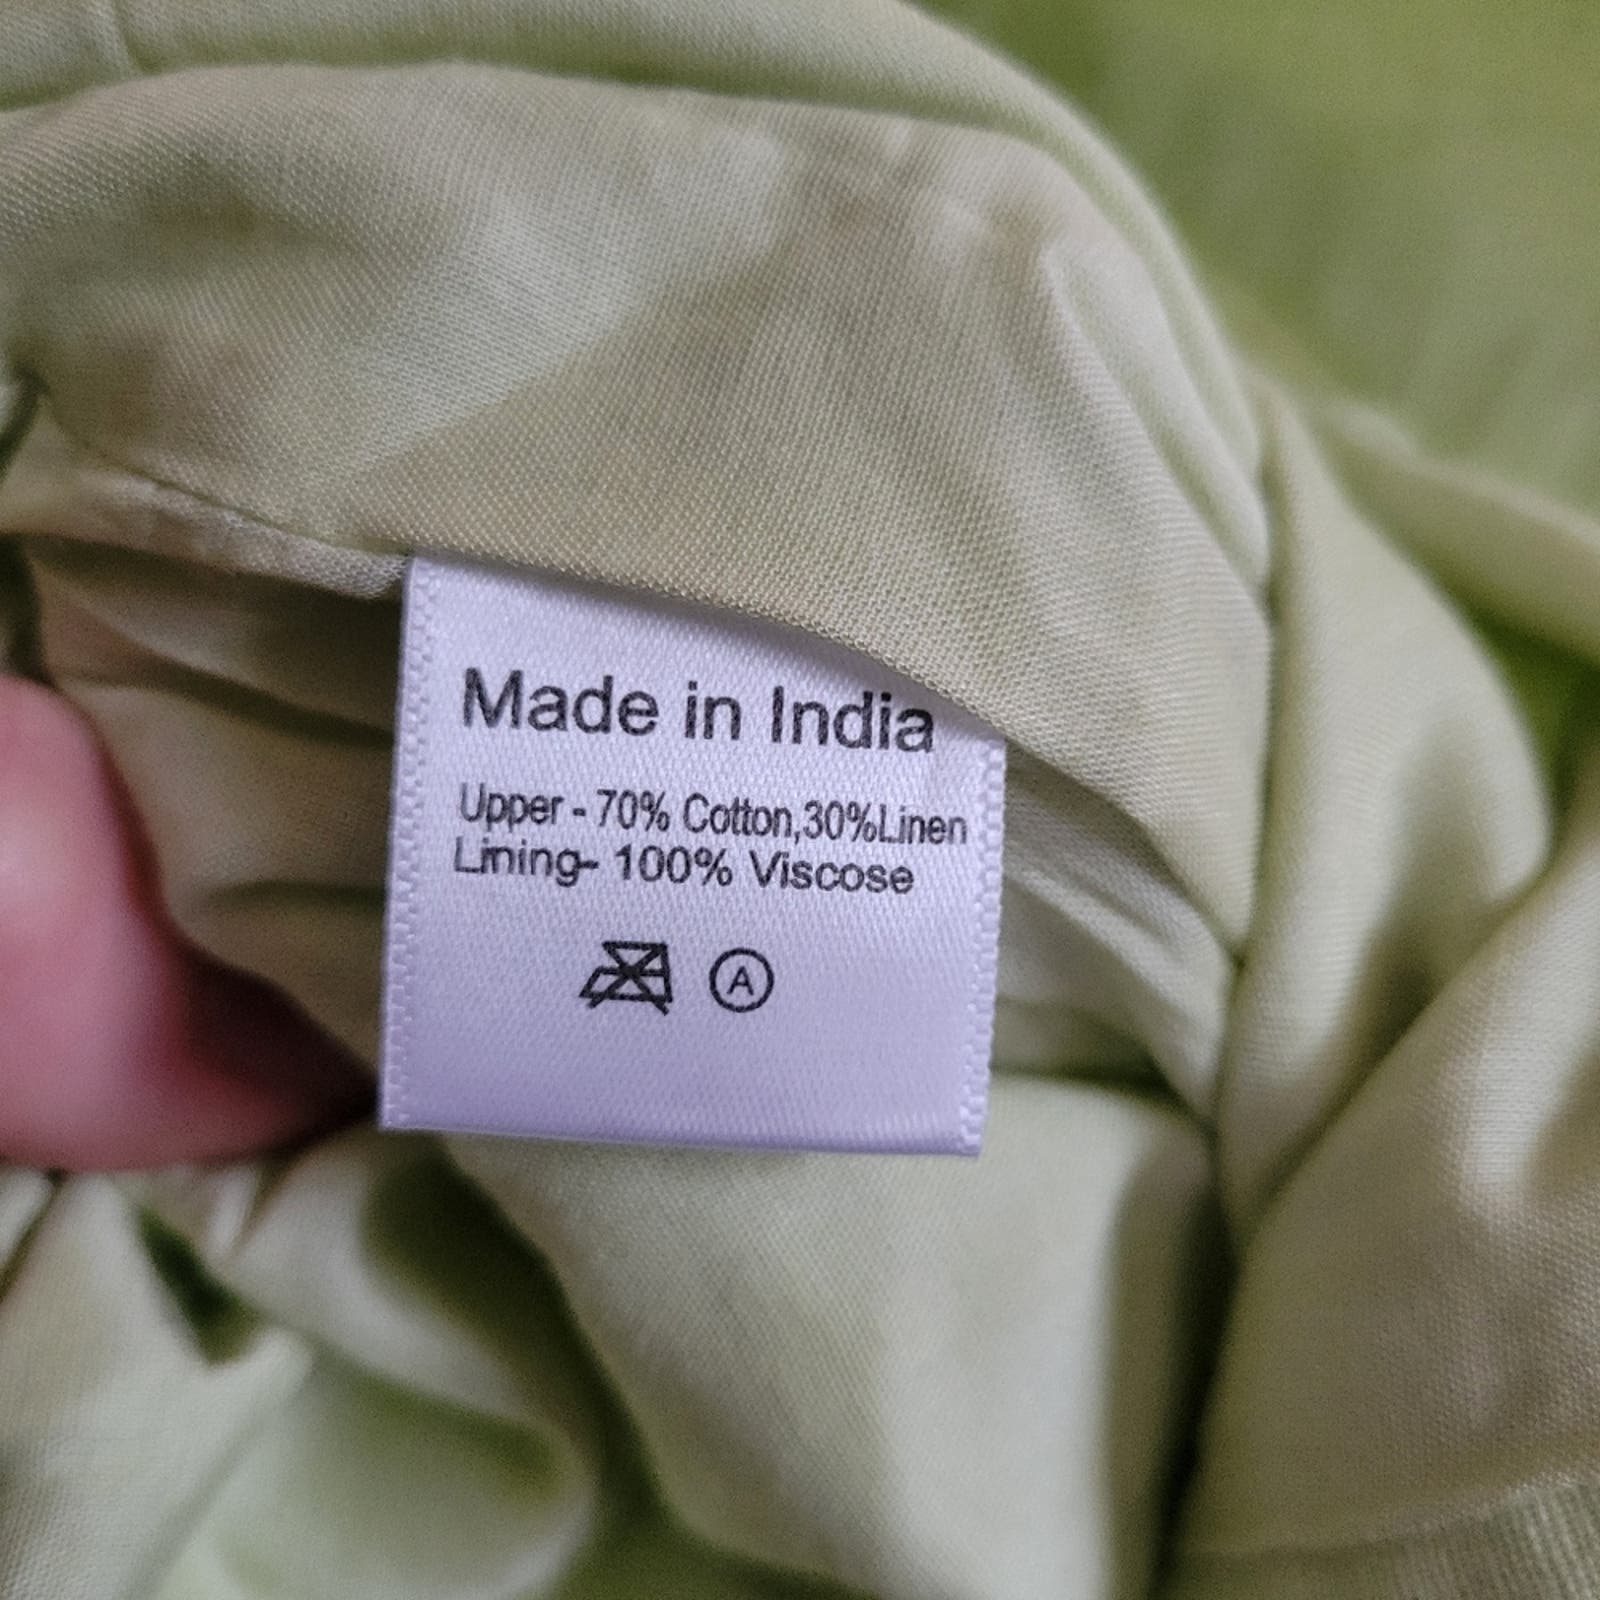 Made in India
Upper - 70% Cotton,30%Linen
Lining- 100% Viscose
A